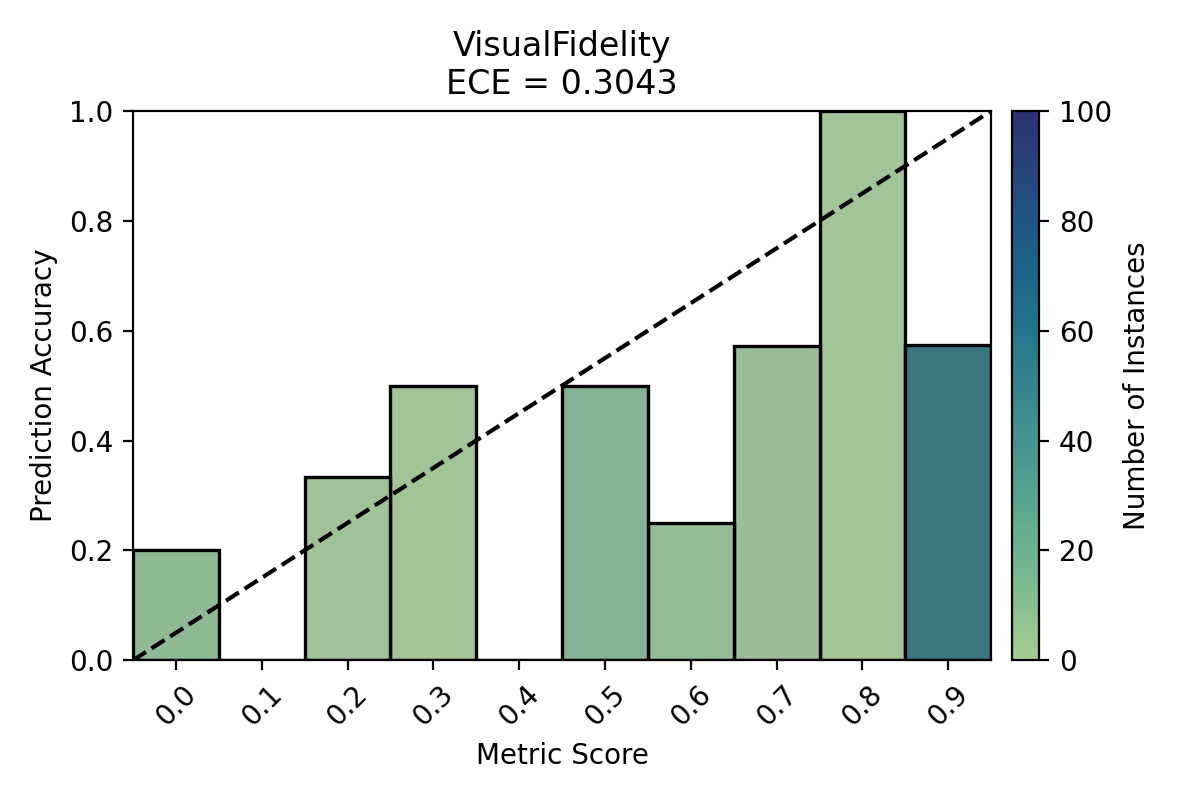 VisualFidelity
ECE = 0.3043
Prediction Accuracy
1.0
0.8
0.6
0.4
0.2
0.0
0.0 0.1 0.2 0.3 0.4 0.5 0.6 0.7 0.8 0.9
Metric Score
100
80
60
40
20
0
Number of Instances